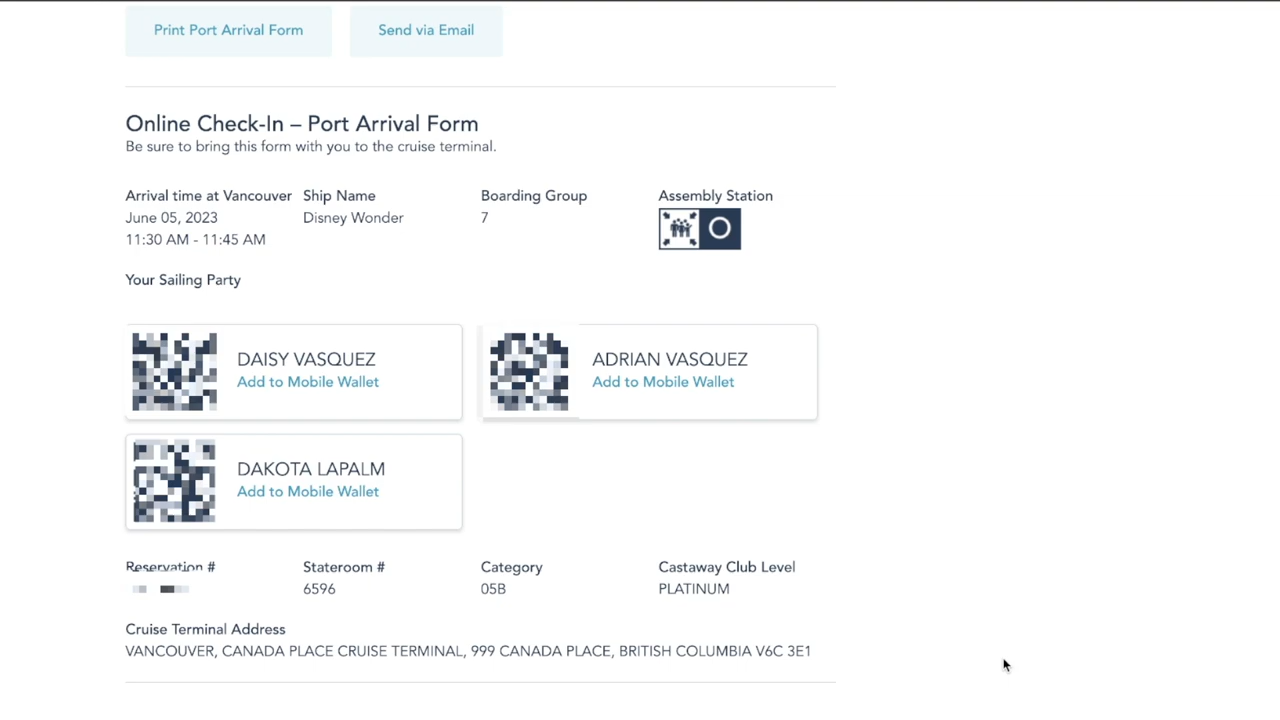 Print Port Arrival Form
Send via Email
Online Check-In – Port Arrival Form
Be sure to bring this form with you to the cruise terminal.
Arrival time at Vancouver
June 05, 2023
11:30 AM - 11:45 AM
Ship Name
Disney Wonder
Boarding Group
7
Assembly Station
O
Your Sailing Party
DAISY VASQUEZ
Add to Mobile Wallet
ADRIAN VASQUEZ
Add to Mobile Wallet
DAKOTA LAPALM
Add to Mobile Wallet
Reservation #
Stateroom #
6596
Category
05B
Castaway Club Level
PLATINUM
Cruise Terminal Address
VANCOUVER, CANADA PLACE CRUISE TERMINAL, 999 CANADA PLACE, BRITISH COLUMBIA V6C 3E1